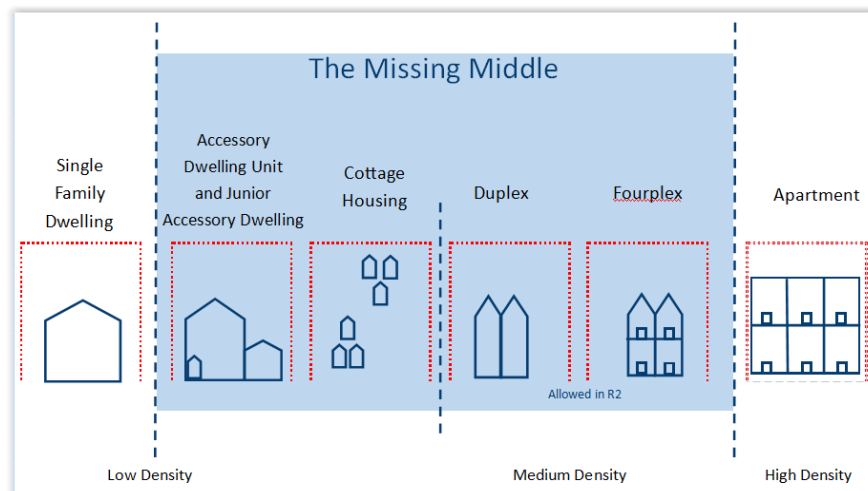 The Missing Middle
Single
Family
Dwelling
Accessory
Dwelling Unit
and Junior
Accessory Dwelling
Cottage
Housing
Duplex
Fourplex
Apartment
Allowed in R2
Low Density
Medium Density
High Density